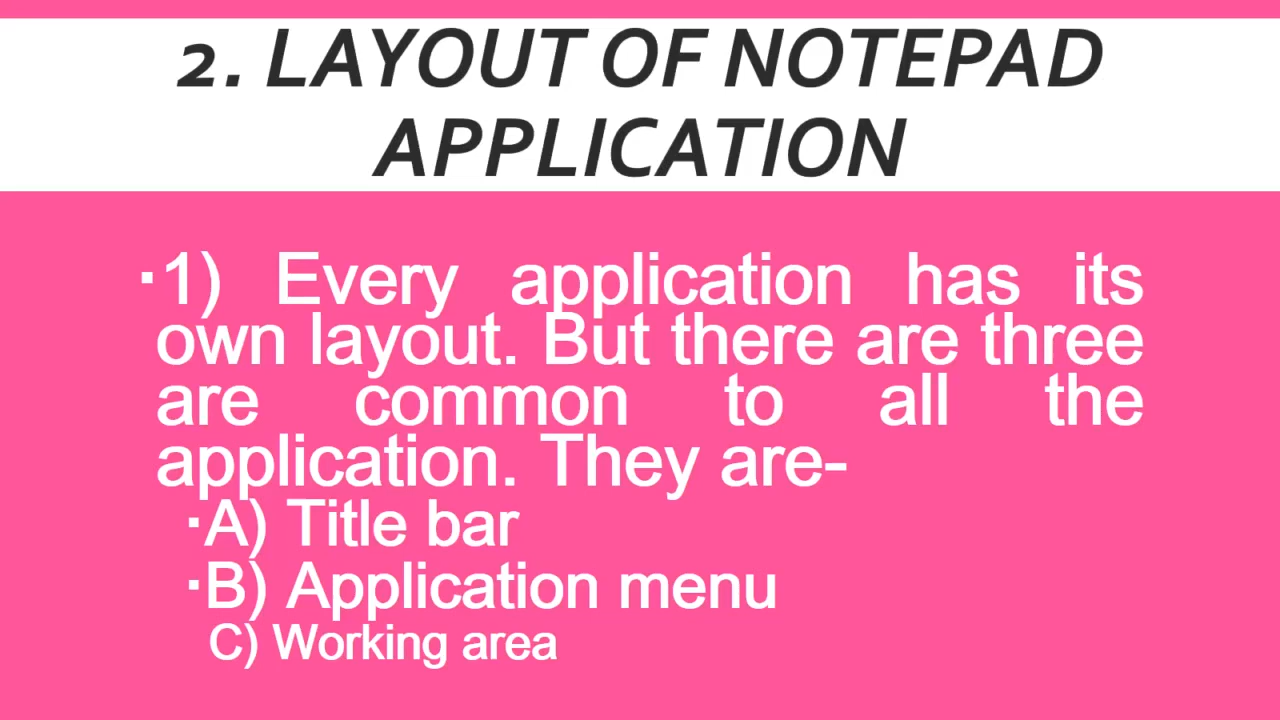 2. LAYOUT OF NOTEPAD
APPLICATION
▪1) Every application has its
own layout. But there are three
are common to all the
application. They are-
▪A) Title bar
▪B) Application menu
C) Working area